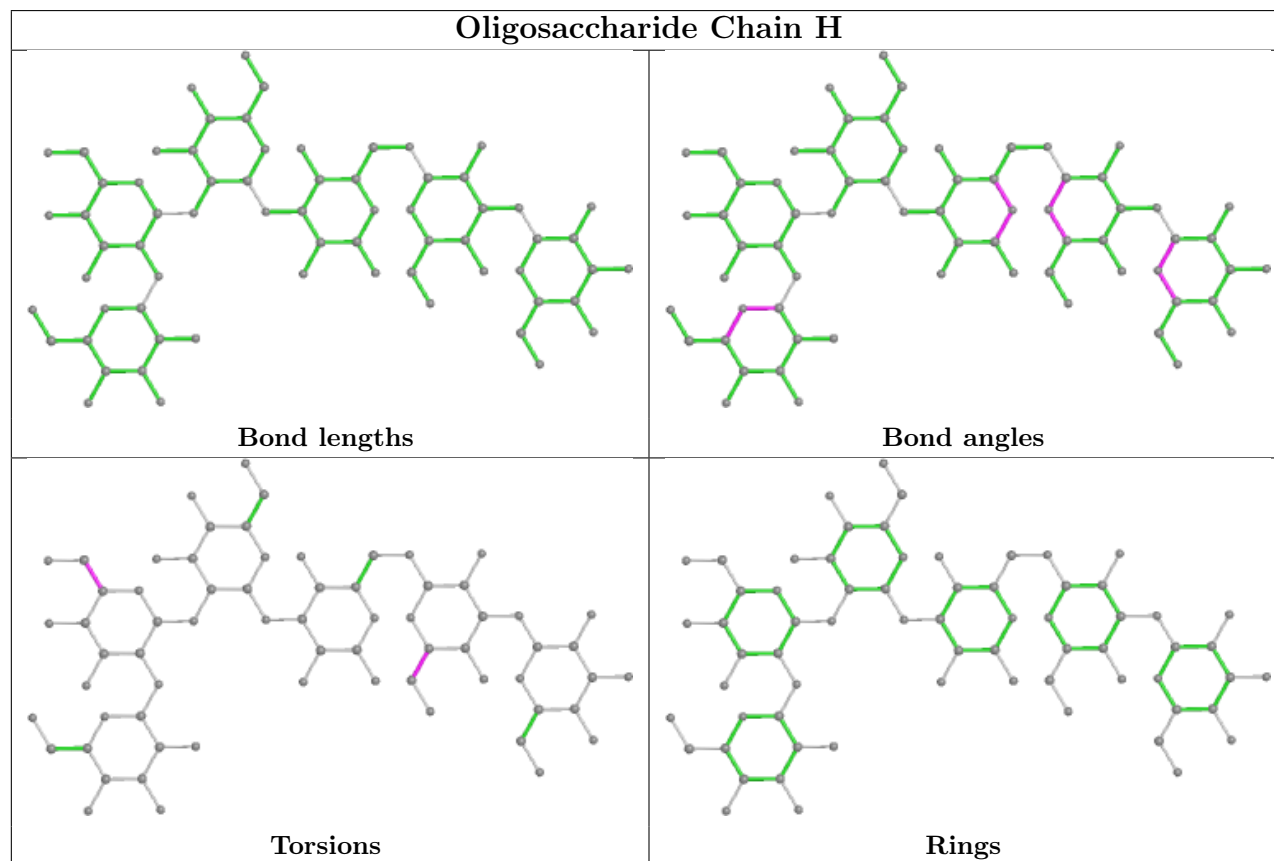 Oligosaccharide Chain H
Bond lengths
Bond angles
Torsions
Rings